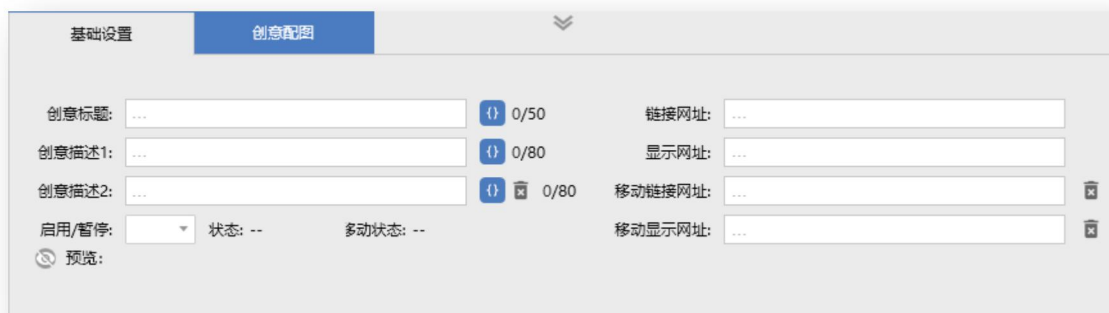 基础设置 创意配图
创意标题: ... {} 0/50 链接网址: ...
创意描述1: ... {} 0/80 显示网址: ...
创意描述2: ... {} 0/80 移动链接网址: ...
启用/暂停: 状态: -- 多动状态: -- 移动显示网址: ...
预览: